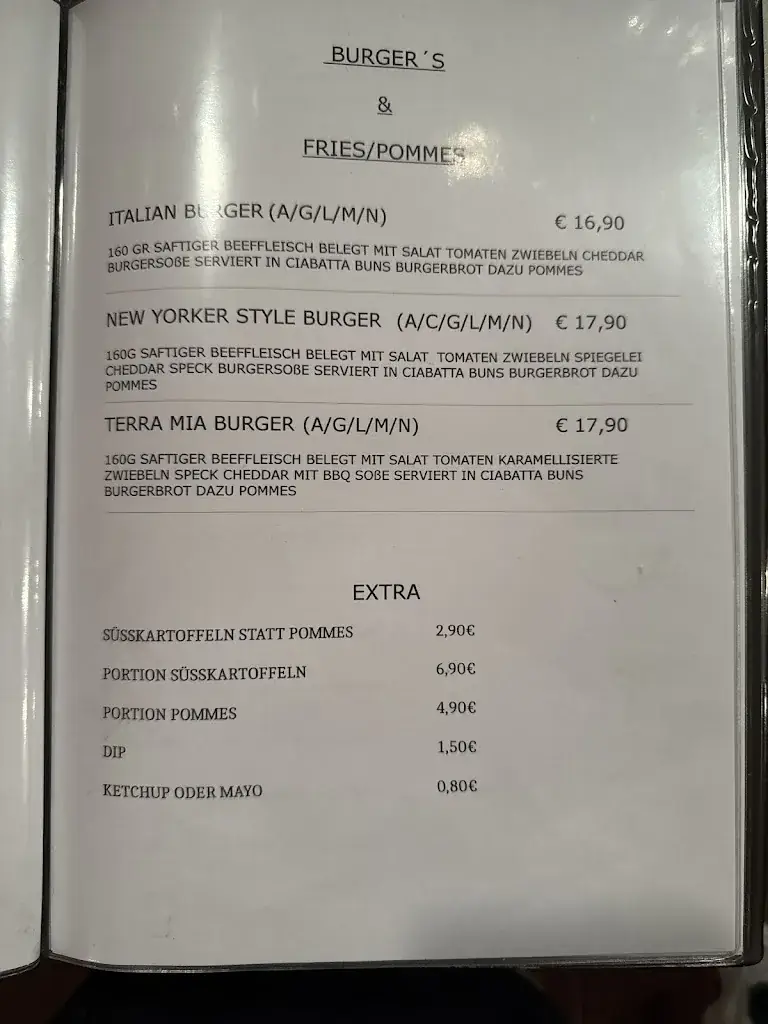 BURGER´S
&
FRIES/POMMES
ITALIAN BURGER (A/G/L/M/N) € 16,90
160 GR SAFTIGER BEEFFLEISCH BELEGT MIT SALAT TOMATEN ZWIEBELN CHEDDAR
BURGERSOßE SERVIERT IN CIABATTA BUNS BURGERBROT DAZU POMMES
NEW YORKER STYLE BURGER (A/C/G/L/M/N) € 17,90
160G SAFTIGER BEEFFLEISCH BELEGT MIT SALAT TOMATEN ZWIEBELN SPIEGELEI
CHEDDAR SPECK BURGERSOßE SERVIERT IN CIABATTA BUNS BURGERBROT DAZU
POMMES
TERRA MIA BURGER (A/G/L/M/N) € 17,90
160G SAFTIGER BEEFFLEISCH BELEGT MIT SALAT TOMATEN KARAMELLISIERTE
ZWIEBELN SPECK CHEDDAR MIT BBQ SOßE SERVIERT IN CIABATTA BUNS
BURGERBROT DAZU POMMES
EXTRA
SÜSSKARTOFFELN STATT POMMES 2,90€
PORTION SÜSSKARTOFFELN 6,90€
PORTION POMMES 4,90€
DIP 1,50€
KETCHUP ODER MAYO 0,80€